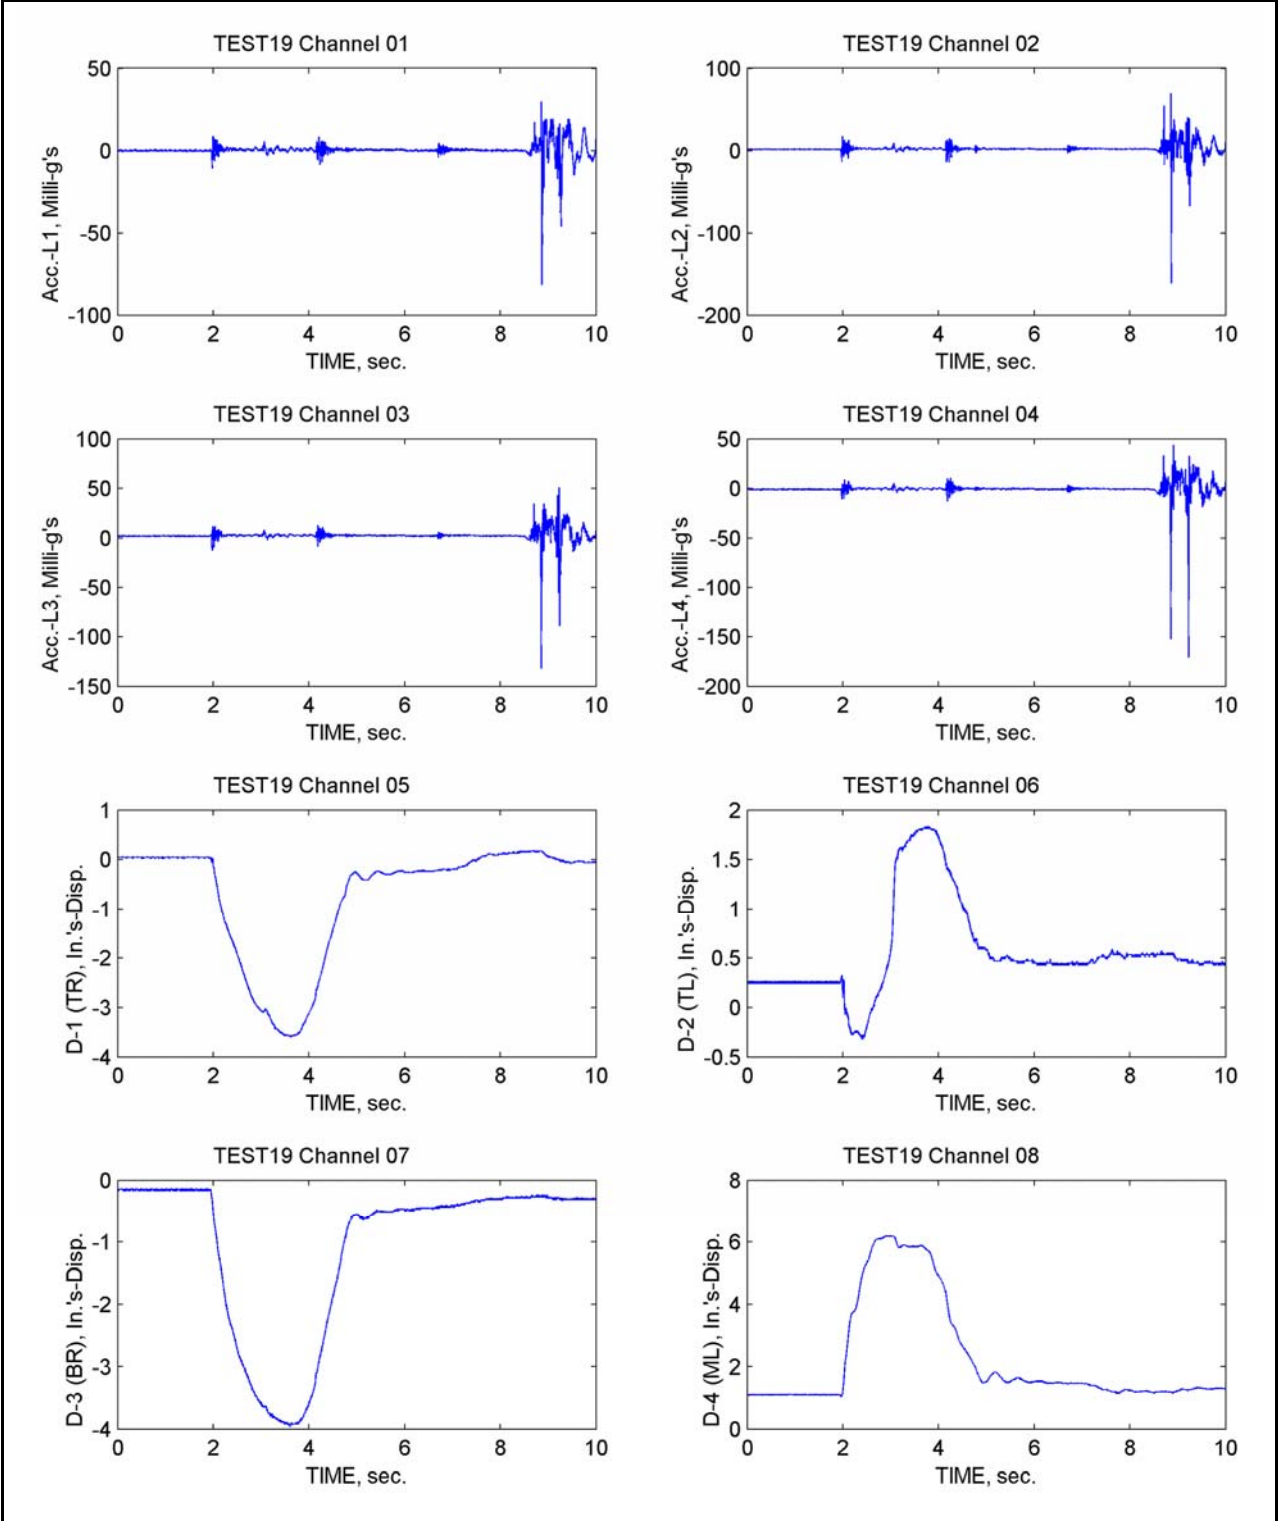 TEST19 Channel 01
50
0
-50
-100
Acc.-L1, Milli-g's
0 2 4 6 8 10
TIME, sec.
TEST19 Channel 02
100
0
-100
-200
Acc.-L2, Milli-g's
0 2 4 6 8 10
TIME, sec.
TEST19 Channel 03
100
50
0
-50
-100
-150
Acc.-L3, Milli-g's
0 2 4 6 8 10
TIME, sec.
TEST19 Channel 04
50
0
-50
-100
-150
-200
Acc.-L4, Milli-g's
0 2 4 6 8 10
TIME, sec.
TEST19 Channel 05
1
0
-1
-2
-3
-4
D-1 (TR), In.'s-Disp.
0 2 4 6 8 10
TIME, sec.
TEST19 Channel 06
2
1.5
1
0.5
0
-0.5
D-2 (TL), In.'s-Disp.
0 2 4 6 8 10
TIME, sec.
TEST19 Channel 07
0
-1
-2
-3
-4
D-3 (BR), In.'s-Disp.
0 2 4 6 8 10
TIME, sec.
TEST19 Channel 08
8
6
4
2
0
D-4 (ML), In.'s-Disp.
0 2 4 6 8 10
TIME, sec.